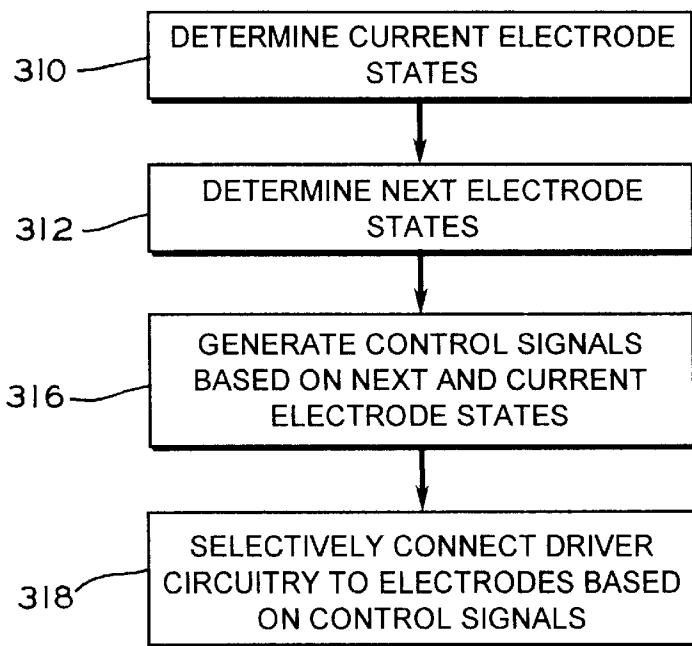 310
DETERMINE CURRENT ELECTRODE
STATES
312
DETERMINE NEXT ELECTRODE
STATES
316
GENERATE CONTROL SIGNALS
BASED ON NEXT AND CURRENT
ELECTRODE STATES
318
SELECTIVELY CONNECT DRIVER
CIRCUITRY TO ELECTRODES BASED
ON CONTROL SIGNALS